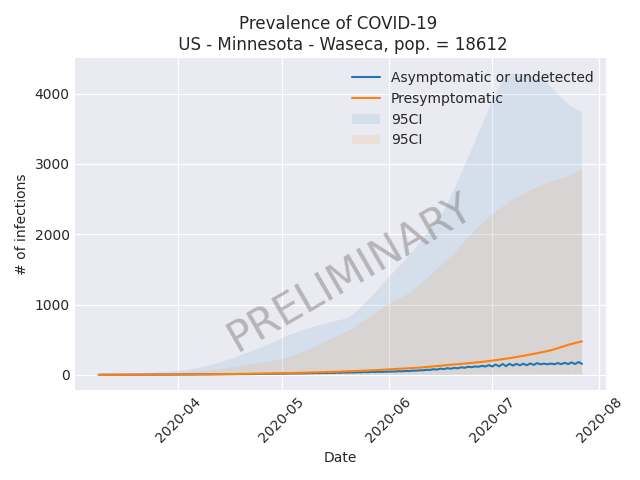 Prevalence of COVID-19
US - Minnesota - Waseca, pop. = 18612
Asymptomatic or undetected
Presymptomatic
95CI
95CI
PRELIMINARY
# of infections
4000
3000
2000
1000
0
2020-04
2020-05
2020-06
2020-07
2020-08
Date